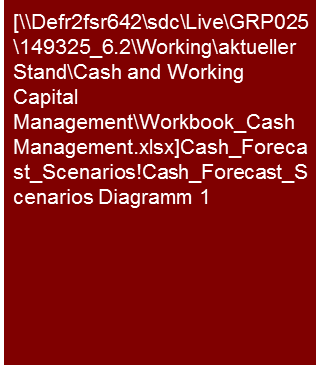 [\\Defr2fsr642\sdc\Live\GRP025
\149325_6.2\Working\aktueller
Stand\Cash and Working
Capital
Management\Workbook_Cash
Management.xlsx]Cash_Foreca
st_Scenarios!Cash_Forecast_S
cenarios Diagramm 1